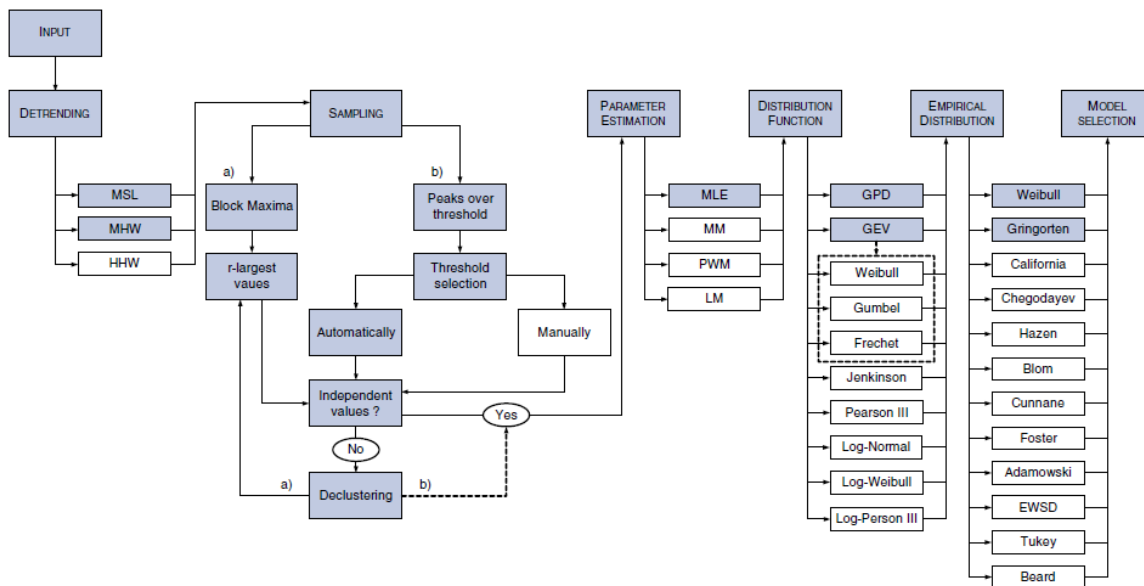 INPUT
DETRENDING
MSL
MHW
HHW
SAMPLING
a)
b)
Block Maxima
Peaks over
threshold
r-largest
vaues
Threshold
selection
Automatically
Manually
Independent
values ?
Yes
No
a)
Declustering
b)
PARAMETER
ESTIMATION
MLE
MM
PWM
LM
DISTRIBUTION
FUNCTION
GPD
GEV
Weibull
Gumbel
Frechet
Jenkinson
Pearson III
Log-Normal
Log-Weibull
Log-Person III
EMPIRICAL
DISTRIBUTION
Weibull
Gringorten
California
Chegodayev
Hazen
Blom
Cunnane
Foster
Adamowski
EWSD
Tukey
Beard
MODEL
SELECTION